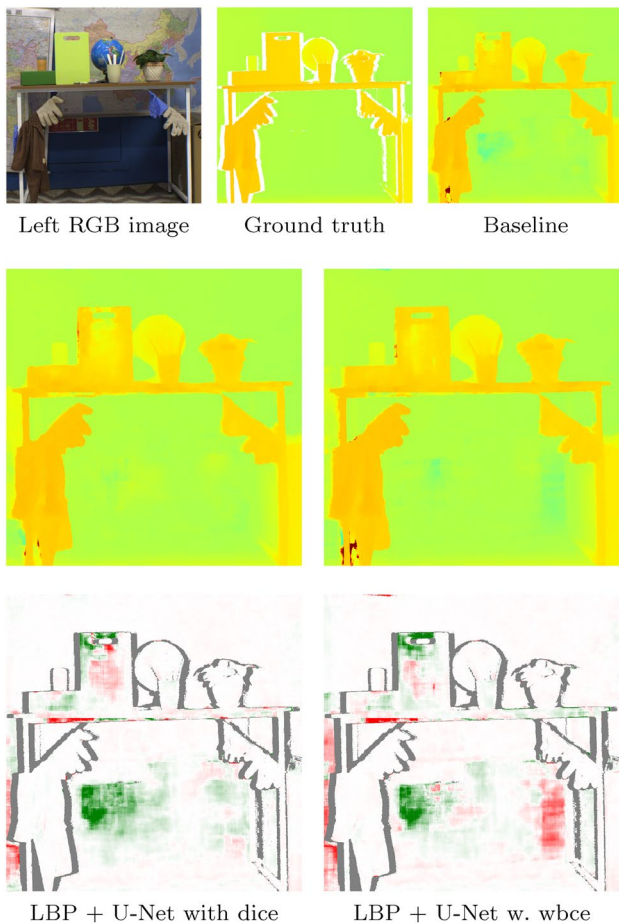 Left RGB image
Ground truth
Baseline
LBP + U-Net with dice
LBP + U-Net w. wbce